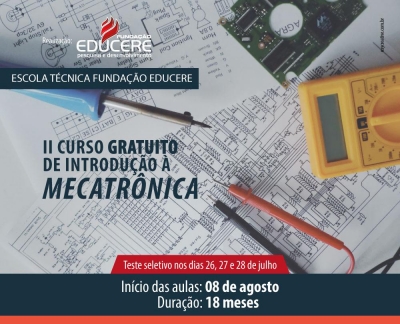 Realização:
FUNDAÇÃO
EDUCERE
pesquisa e desenvolvimento
ESCOLA TÉCNICA FUNDAÇÃO EDUCERE
II CURSO GRATUITO
DE INTRODUÇÃO À
MECATRÔNICA
Teste seletivo nos dias 26, 27 e 28 de julho
Início das aulas: 08 de agosto
Duração: 18 meses